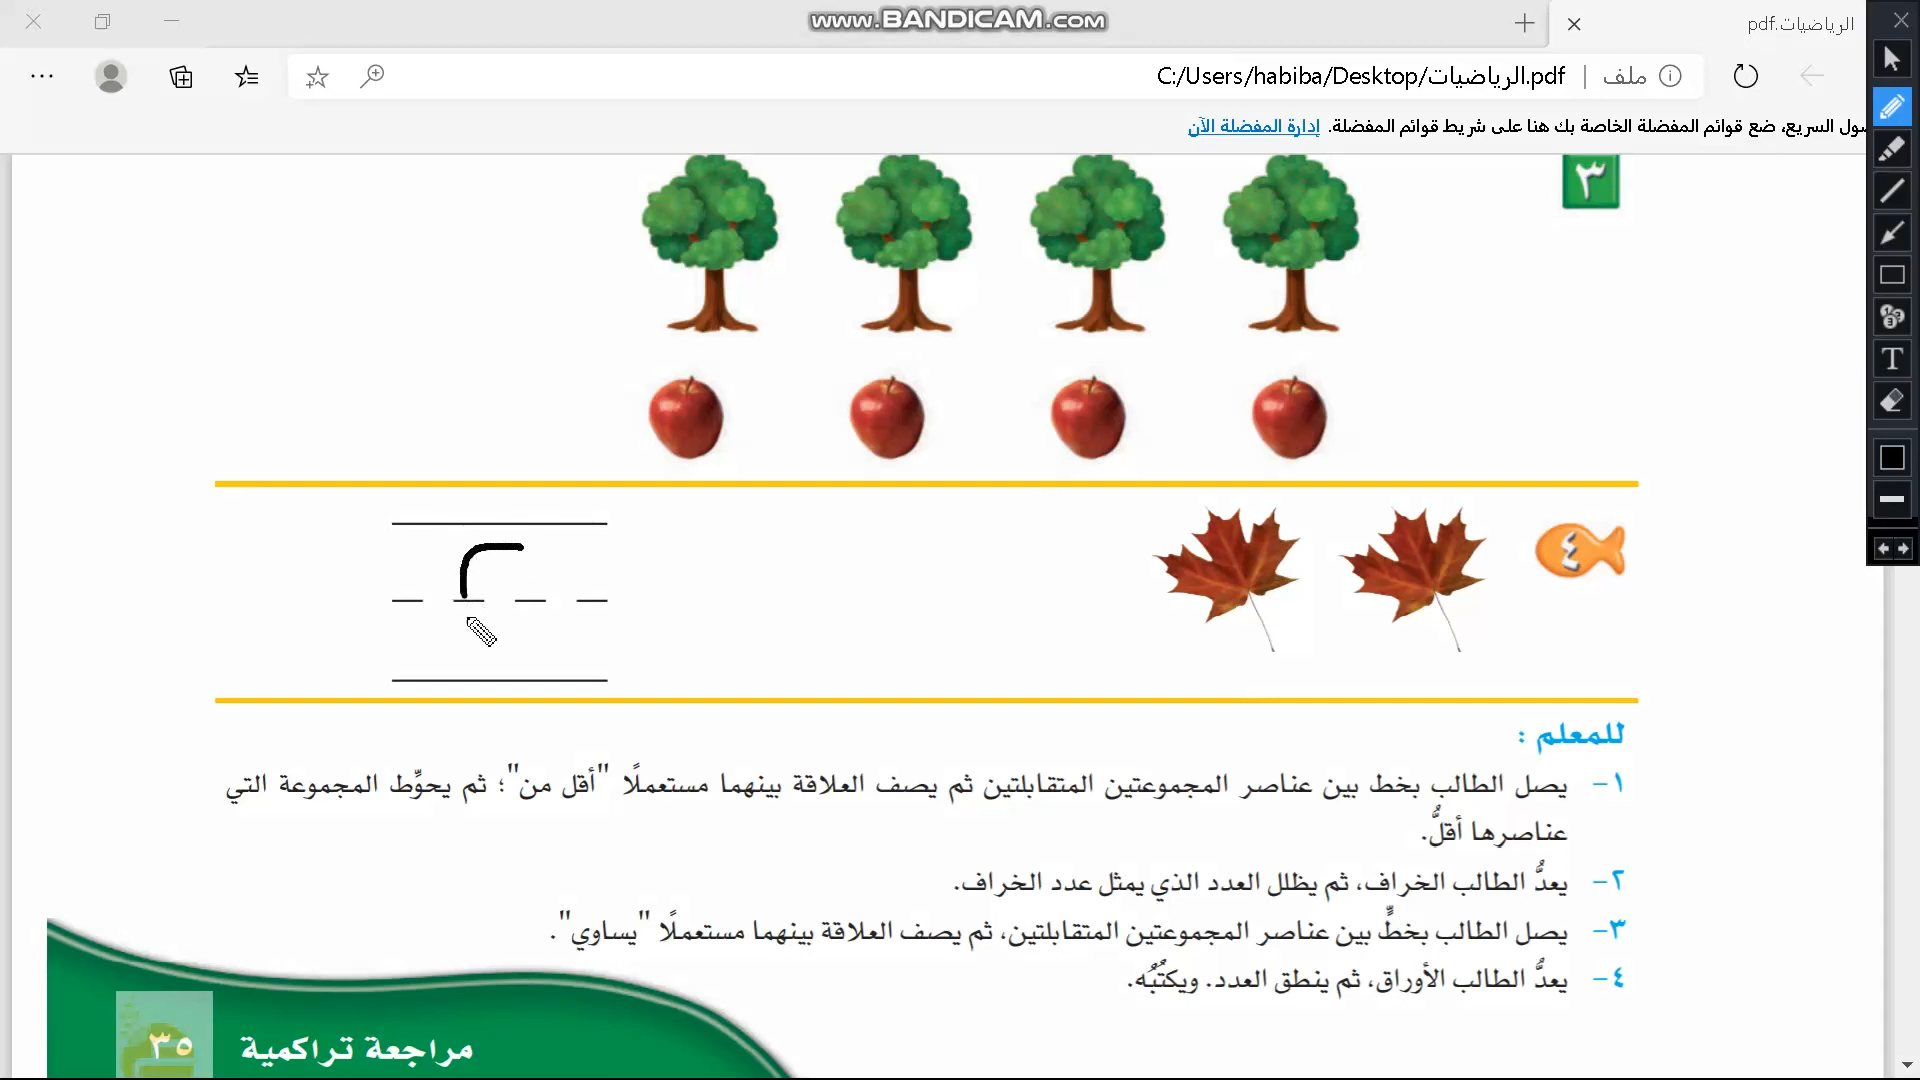 www.BANDICAM.com
الرياضيات.pdf
C:/Users/habiba/Desktop/الرياضيات.pdf | ملف
صول السريع، ضع قوائم المفضلة الخاصة بك هنا على شريط قوائم المفضلة. إدارة المفضلة الآن
٣
٤
٢
للمعلم :
١- يصل الطالب بخط بين عناصر المجموعتين المتقابلتين ثم يصف العلاقة بينهما مستعملًا "أقل من"؛ ثم يحوِّط المجموعة التي
عناصرها أقلُّ.
٢- يعدُّ الطالب الخراف، ثم يظلل العدد الذي يمثل عدد الخراف.
٣- يصل الطالب بخطٍّ بين عناصر المجموعتين المتقابلتين، ثم يصف العلاقة بينهما مستعملًا "يساوي".
٤- يعدُّ الطالب الأوراق، ثم ينطق العدد. ويكتُبُه.
مراجعة تراكمية
٣٥